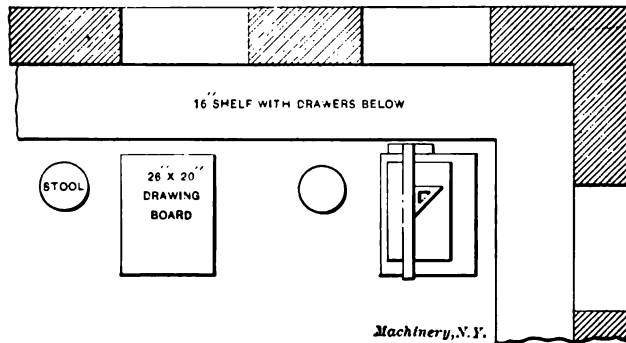 16" SHELF WITH DRAWERS BELOW
STOOL
26" X 20"
DRAWING
BOARD
Machinery, N.Y.